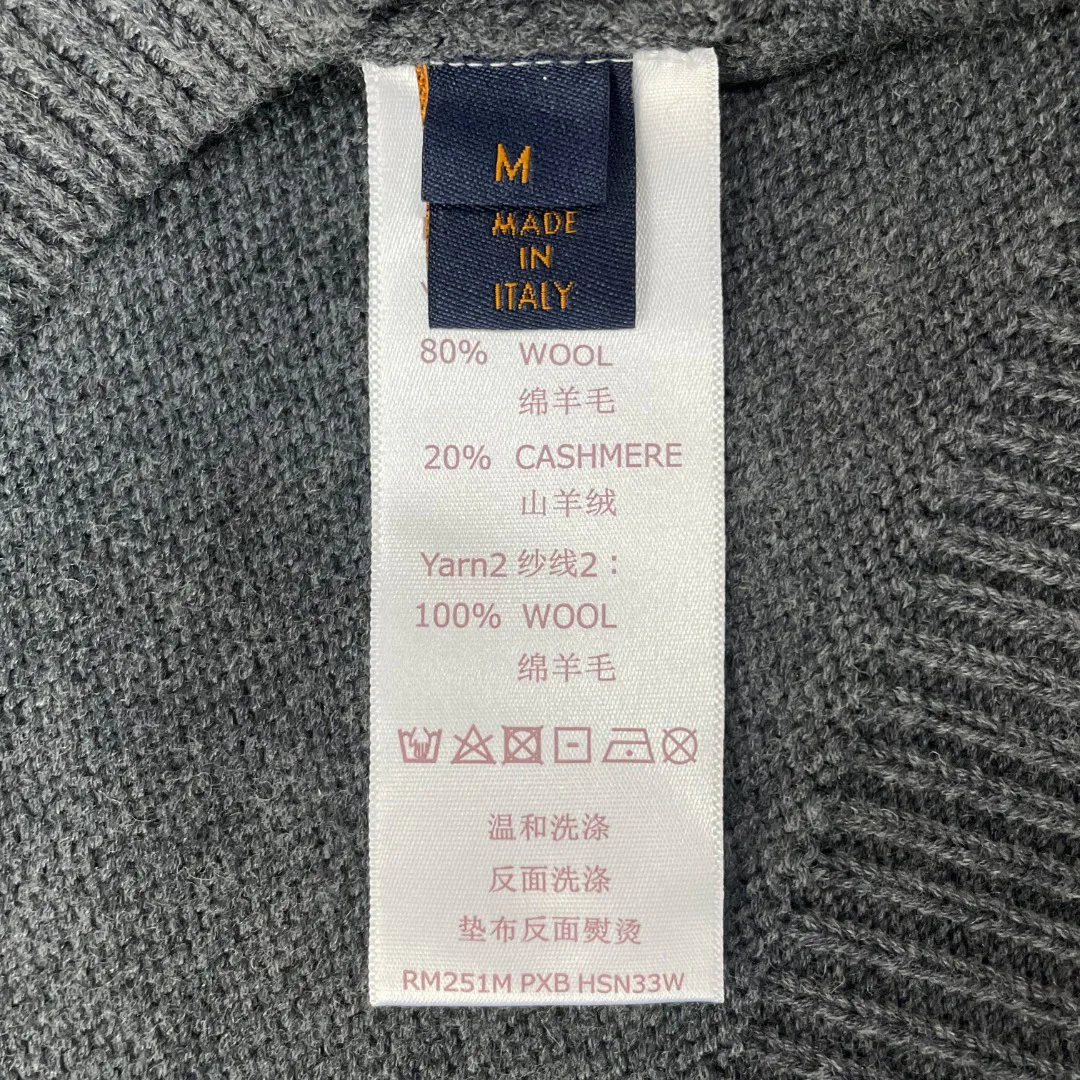 M
MADE
IN
ITALY
80% WOOL
绵羊毛
20% CASHMERE
山羊绒
Yarn2 纱线2：
100% WOOL
绵羊毛
温和洗涤
反面洗涤
垫布反面熨烫
RM251M PXB HSN33W